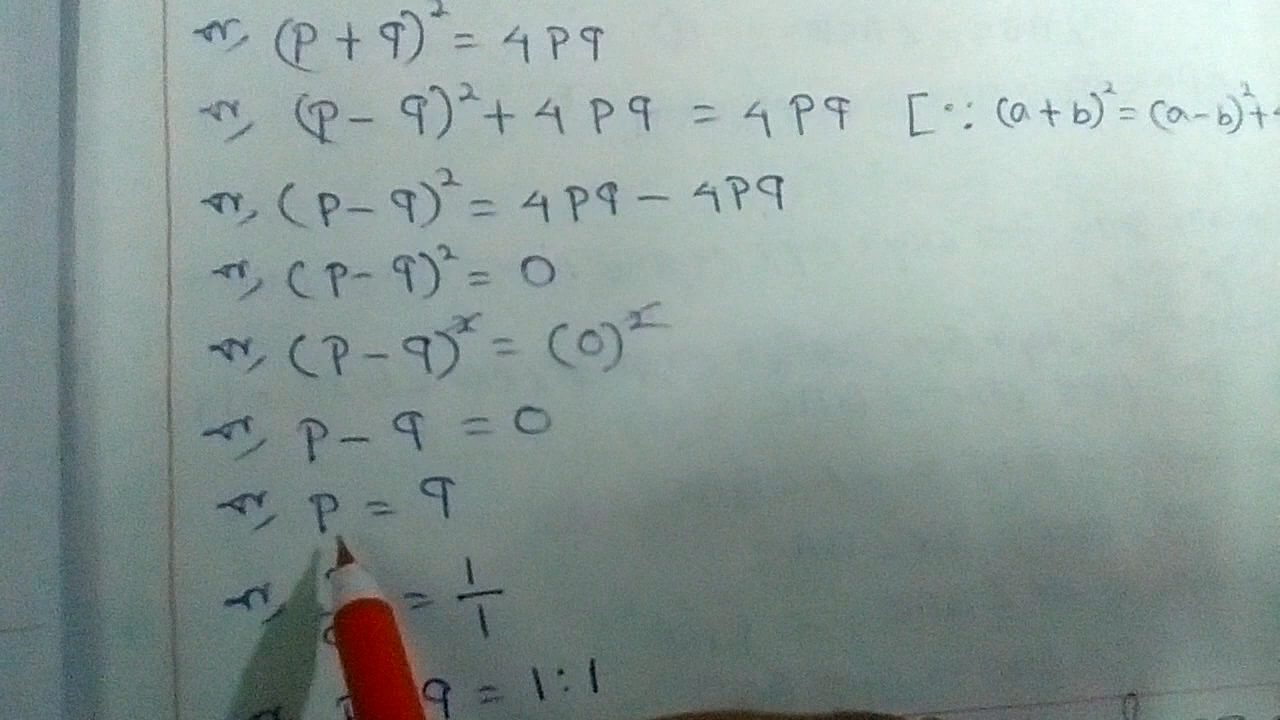 বা, (p + q)² = 4pq
বা, (p - q)² + 4pq = 4pq [∵ (a + b)² = (a - b)² +
বা, (p - q)² = 4pq - 4pq
বা, (p - q)² = 0
বা, (p - q)² = (0)²
বা, p - q = 0
বা, p = q
বা, = 1/1
q = 1:1